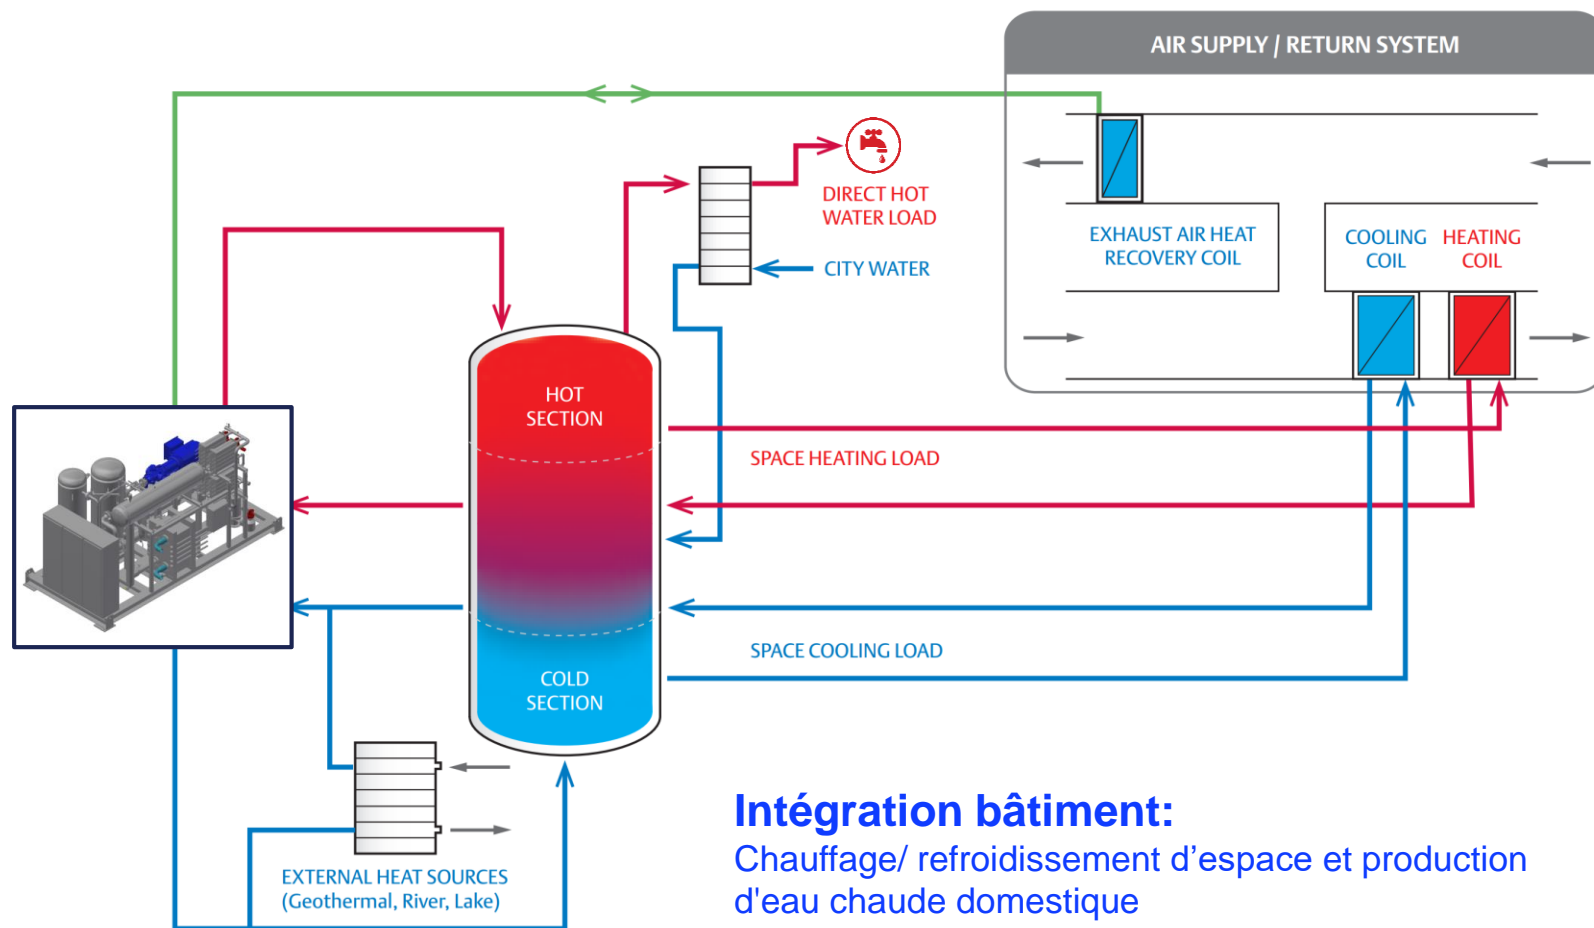 AIR SUPPLY / RETURN SYSTEM
DIRECT HOT
WATER LOAD
CITY WATER
EXHAUST AIR HEAT
RECOVERY COIL
COOLING
COIL
HEATING
COIL
HOT
SECTION
SPACE HEATING LOAD
SPACE COOLING LOAD
COLD
SECTION
EXTERNAL HEAT SOURCES
(Geothermal, River, Lake)
Intégration bâtiment:
Chauffage/ refroidissement d’espace et production
d'eau chaude domestique